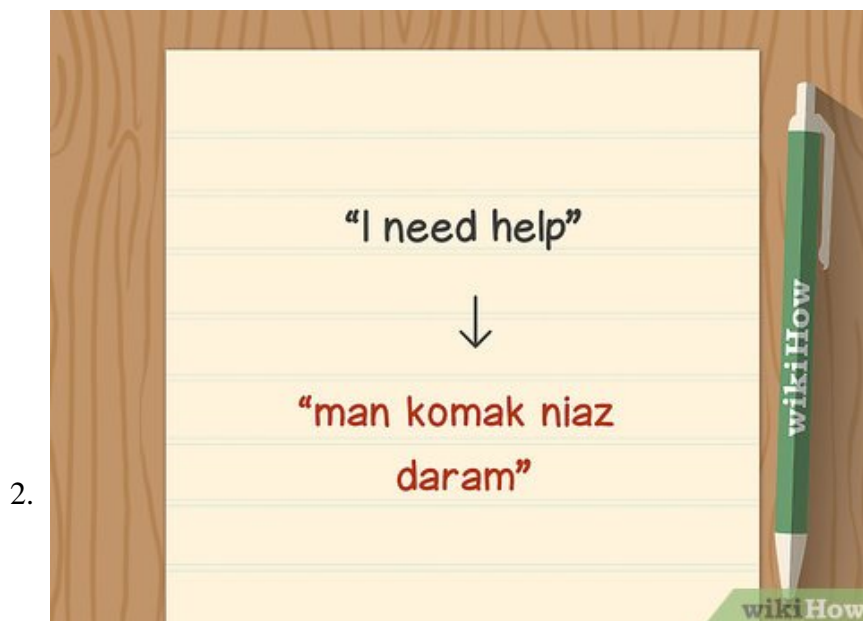 “I need help”
↓
“man komak niaz
daram”
2.
wikiHow
wikiHow